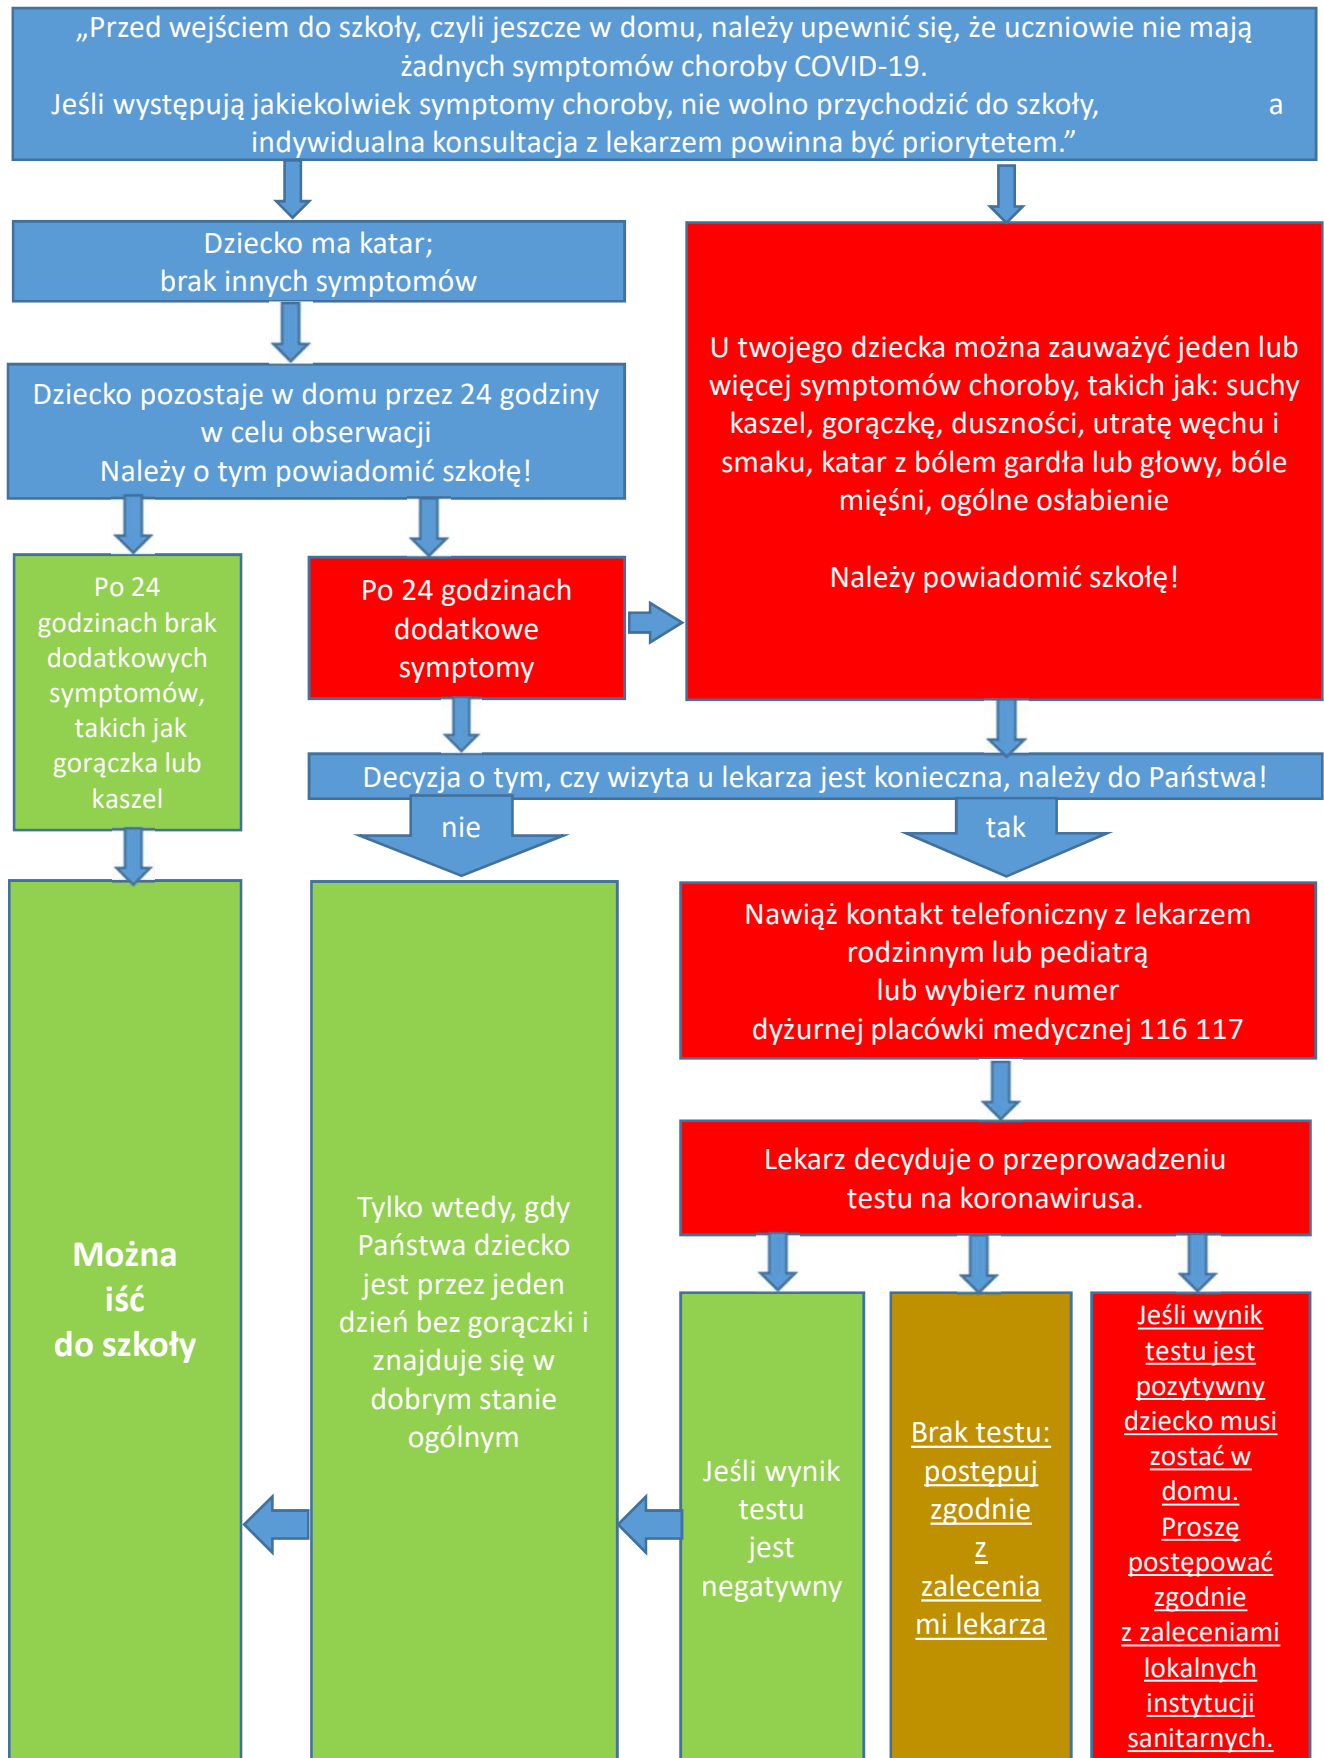 „Przed wejściem do szkoły, czyli jeszcze w domu, należy upewnić się, że uczniowie nie mają
żadnych symptomów choroby COVID-19.
Jeśli występują jakiekolwiek symptomy choroby, nie wolno przychodzić do szkoły, a
indywidualna konsultacja z lekarzem powinna być priorytetem.”
Dziecko ma katar;
brak innych symptomów
Dziecko pozostaje w domu przez 24 godziny
w celu obserwacji
Należy o tym powiadomić szkołę!
U twojego dziecka można zauważyć jeden lub
więcej symptomów choroby, takich jak: suchy
kaszel, gorączkę, duszności, utratę węchu i
smaku, katar z bólem gardła lub głowy, bóle
mięśni, ogólne osłabienie
Należy powiadomić szkołę!
Po 24
godzinach brak
dodatkowych
symptomów,
takich jak
gorączka lub
kaszel
Po 24 godzinach
dodatkowe
symptomy
Decyzja o tym, czy wizyta u lekarza jest konieczna, należy do Państwa!
nie
tak
Można
iść
do szkoły
Tylko wtedy, gdy
Państwa dziecko
jest przez jeden
dzień bez gorączki i
znajduje się w
dobrym stanie
ogólnym
Nawiąż kontakt telefoniczny z lekarzem
rodzinnym lub pediatrą
lub wybierz numer
dyżurnej placówki medycznej 116 117
Lekarz decyduje o przeprowadzeniu
testu na koronawirusa.
Jeśli wynik
testu
jest
negatywny
Brak testu:
postępuj
zgodnie
z
zalecenia
mi lekarza
Jeśli wynik
testu jest
pozytywny
dziecko musi
zostać w
domu.
Proszę
postępować
zgodnie
z zaleceniami
lokalnych
instytucji
sanitarnych.